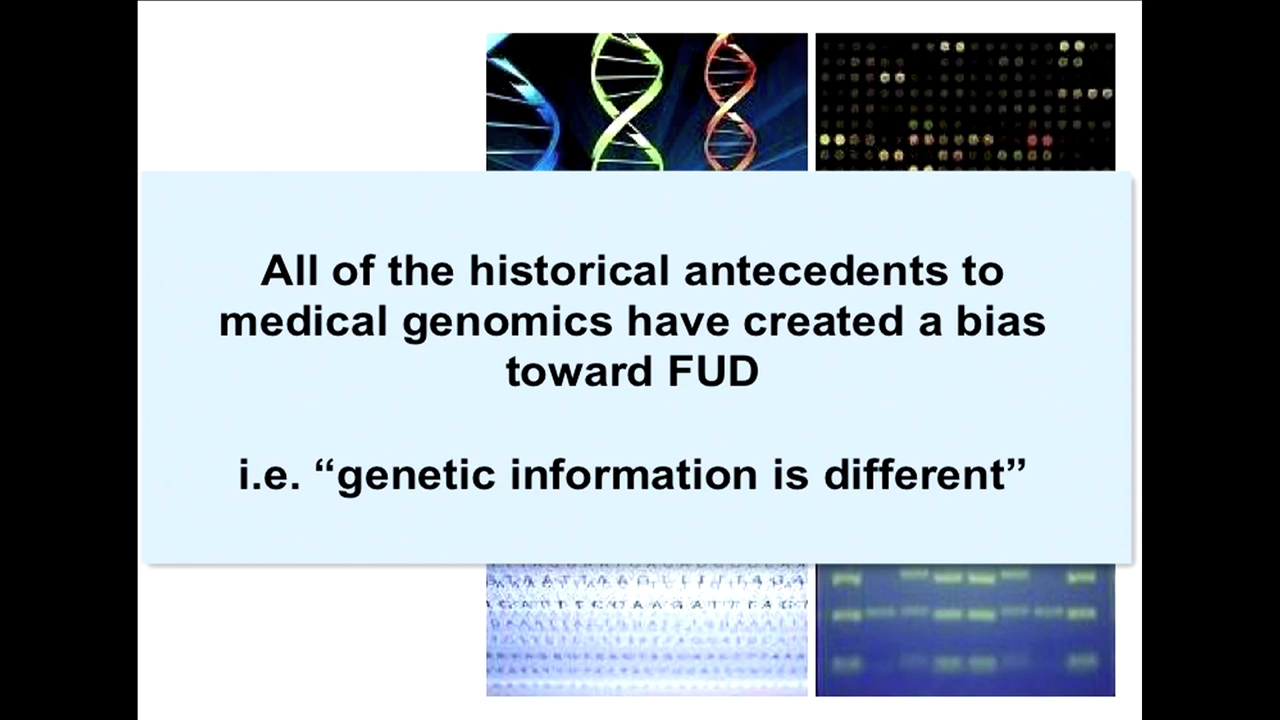 All of the historical antecedents to
medical genomics have created a bias
toward FUD
i.e. “genetic information is different”